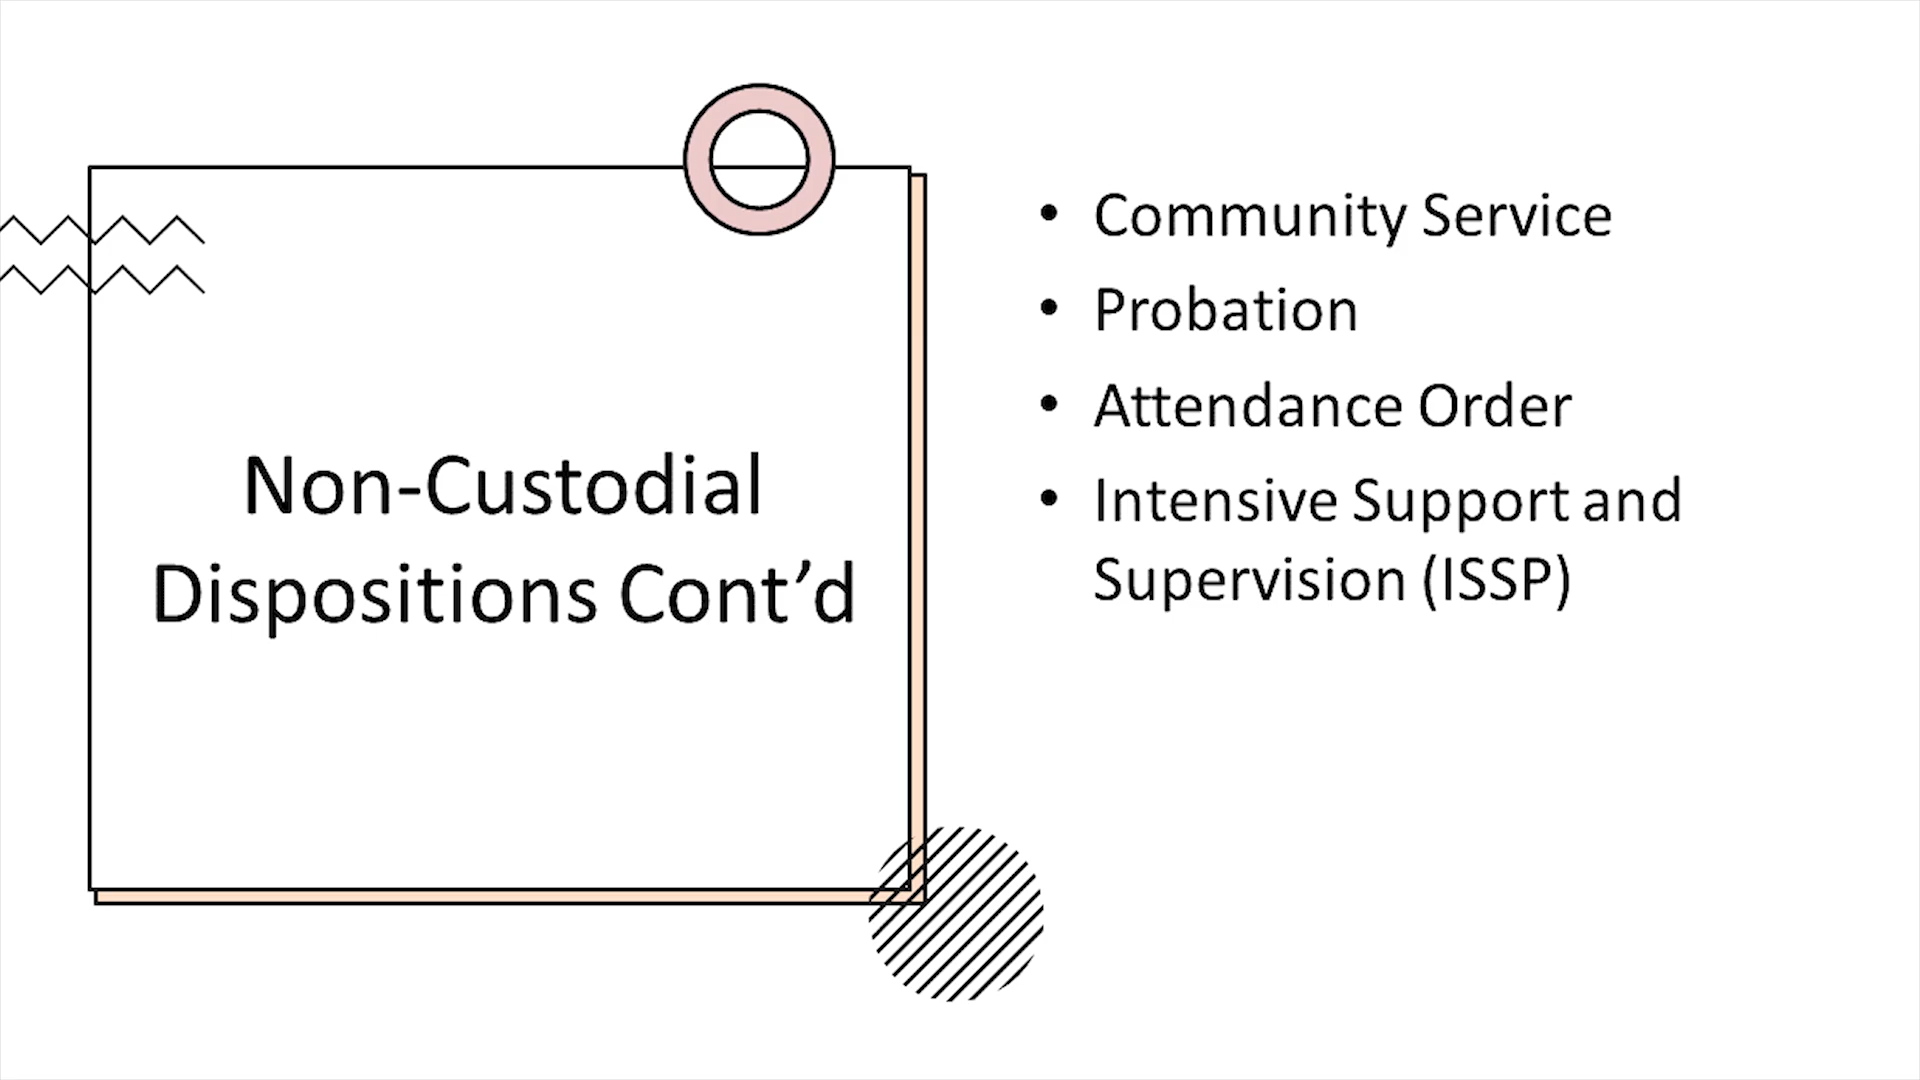 Non-Custodial
Dispositions Cont’d
• Community Service
• Probation
• Attendance Order
• Intensive Support and
Supervision (ISSP)